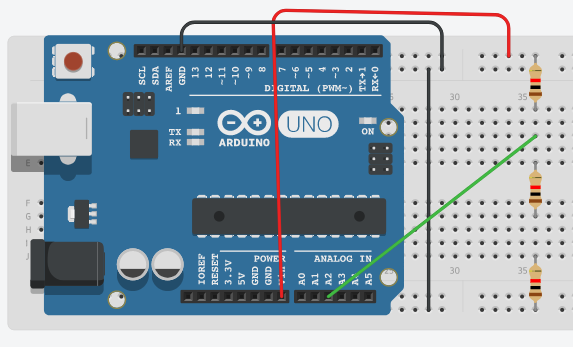 SCL
SDA
AREF
GND
13
12
~11
~10
~9
8
7
~6
~5
4
~3
2
TX→1
RX←0
DIGITAL (PWM~)
1
TX
RX
UNO
ARDUINO
ON
30
35
E
F
G
H
I
J
POWER
ANALOG IN
IOREF
RESET
3.3V
5V
GND
GND
A0
A1
A2
A3
A5
30
35